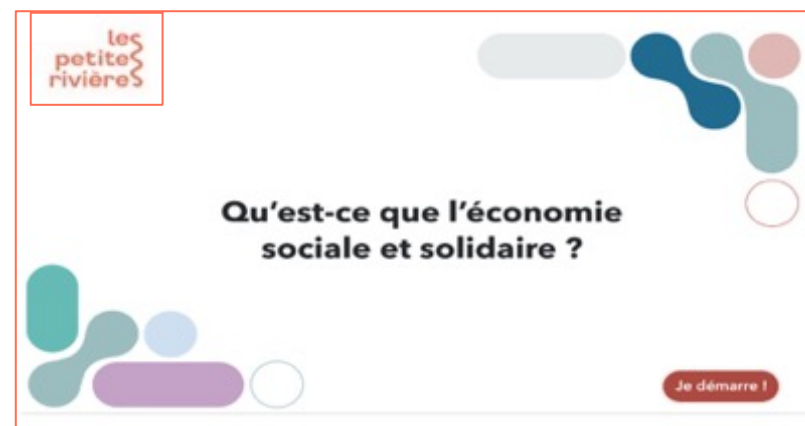 les
petites
rivières
Qu'est-ce que l'économie
sociale et solidaire ?
Je démarre !